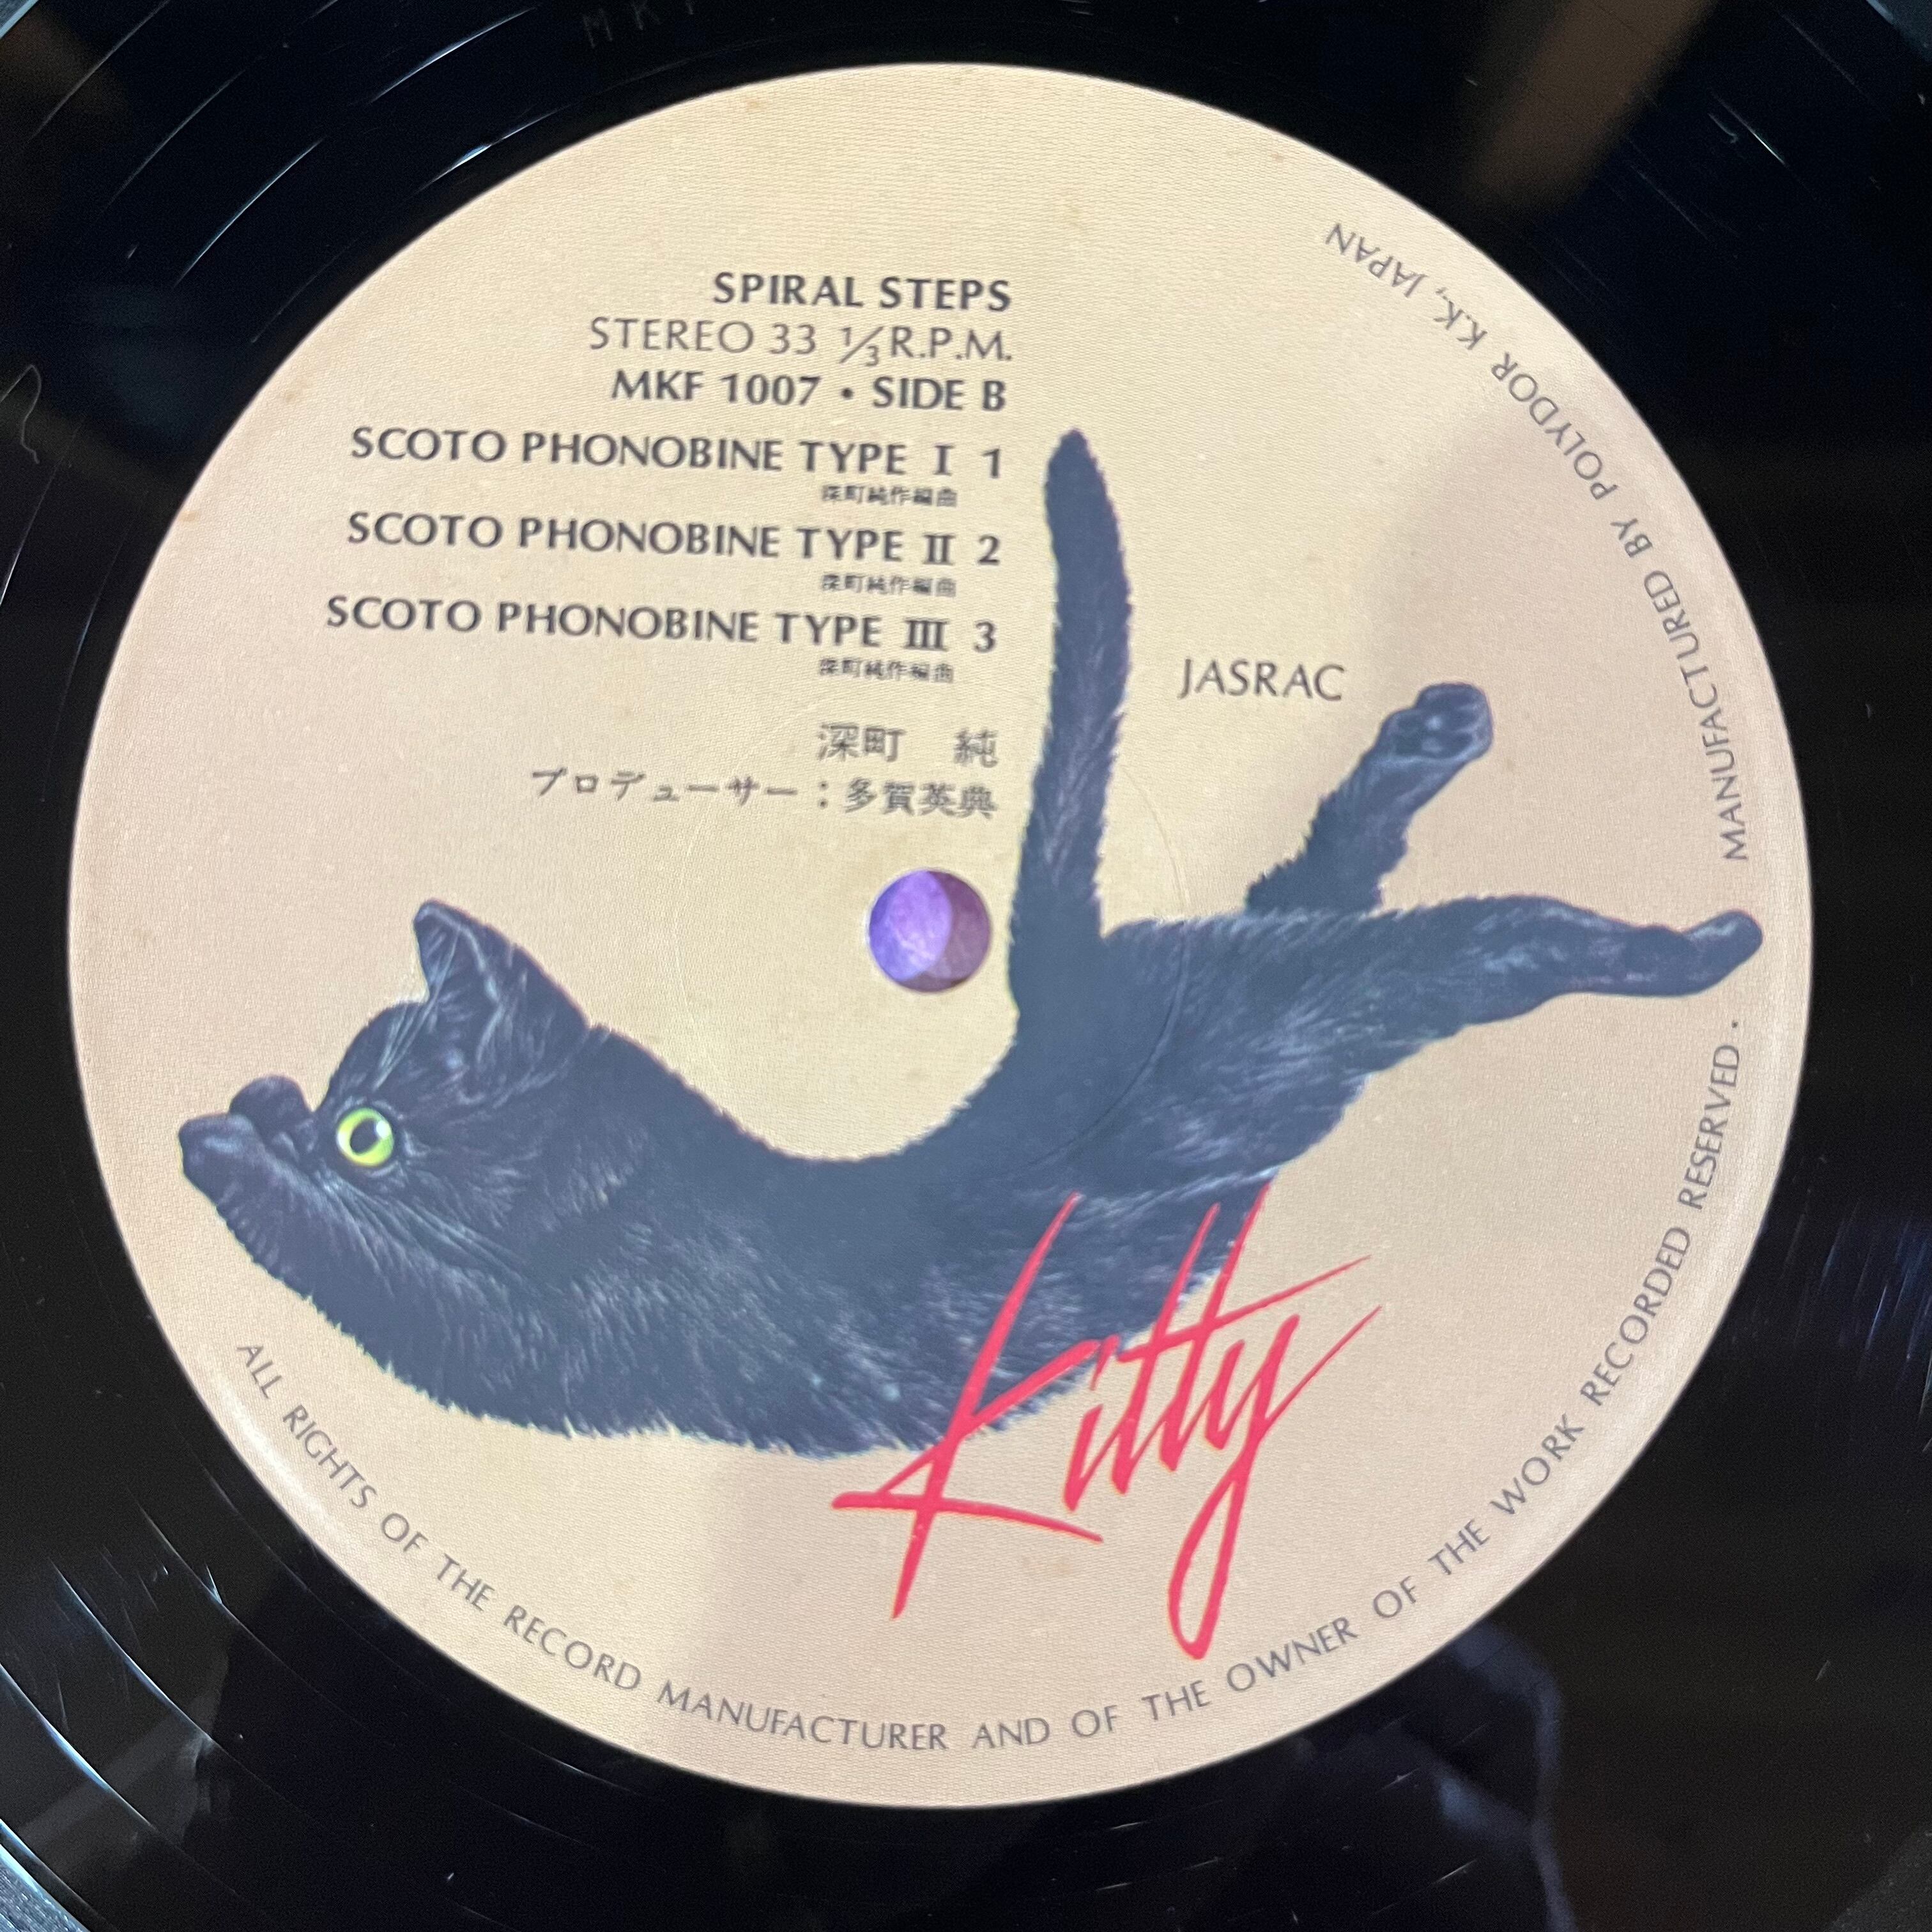 MKF
SPIRAL STEPS
STEREO 33 1/3 R.P.M.
MKF 1007 • SIDE B
SCOTO PHONOBINE TYPE Ⅰ 1
深町純作編曲
SCOTO PHONOBINE TYPE Ⅱ 2
深町純作編曲
SCOTO PHONOBINE TYPE Ⅲ 3
深町純作編曲
深町 純
プロデューサー：多賀英典
JASRAC
Kitty
ALL RIGHTS OF THE RECORD MANUFACTURER AND OF THE OWNER OF THE WORK RECORDED RESERVED. MANUFACTURED BY POLYDOR K.K., JAPAN